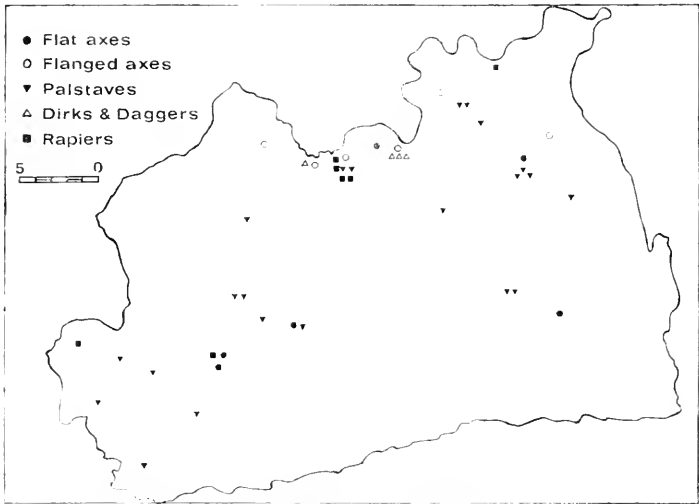 Flat axes
Flanged axes
Palstaves
Dirks & Daggers
Rapiers
5 0